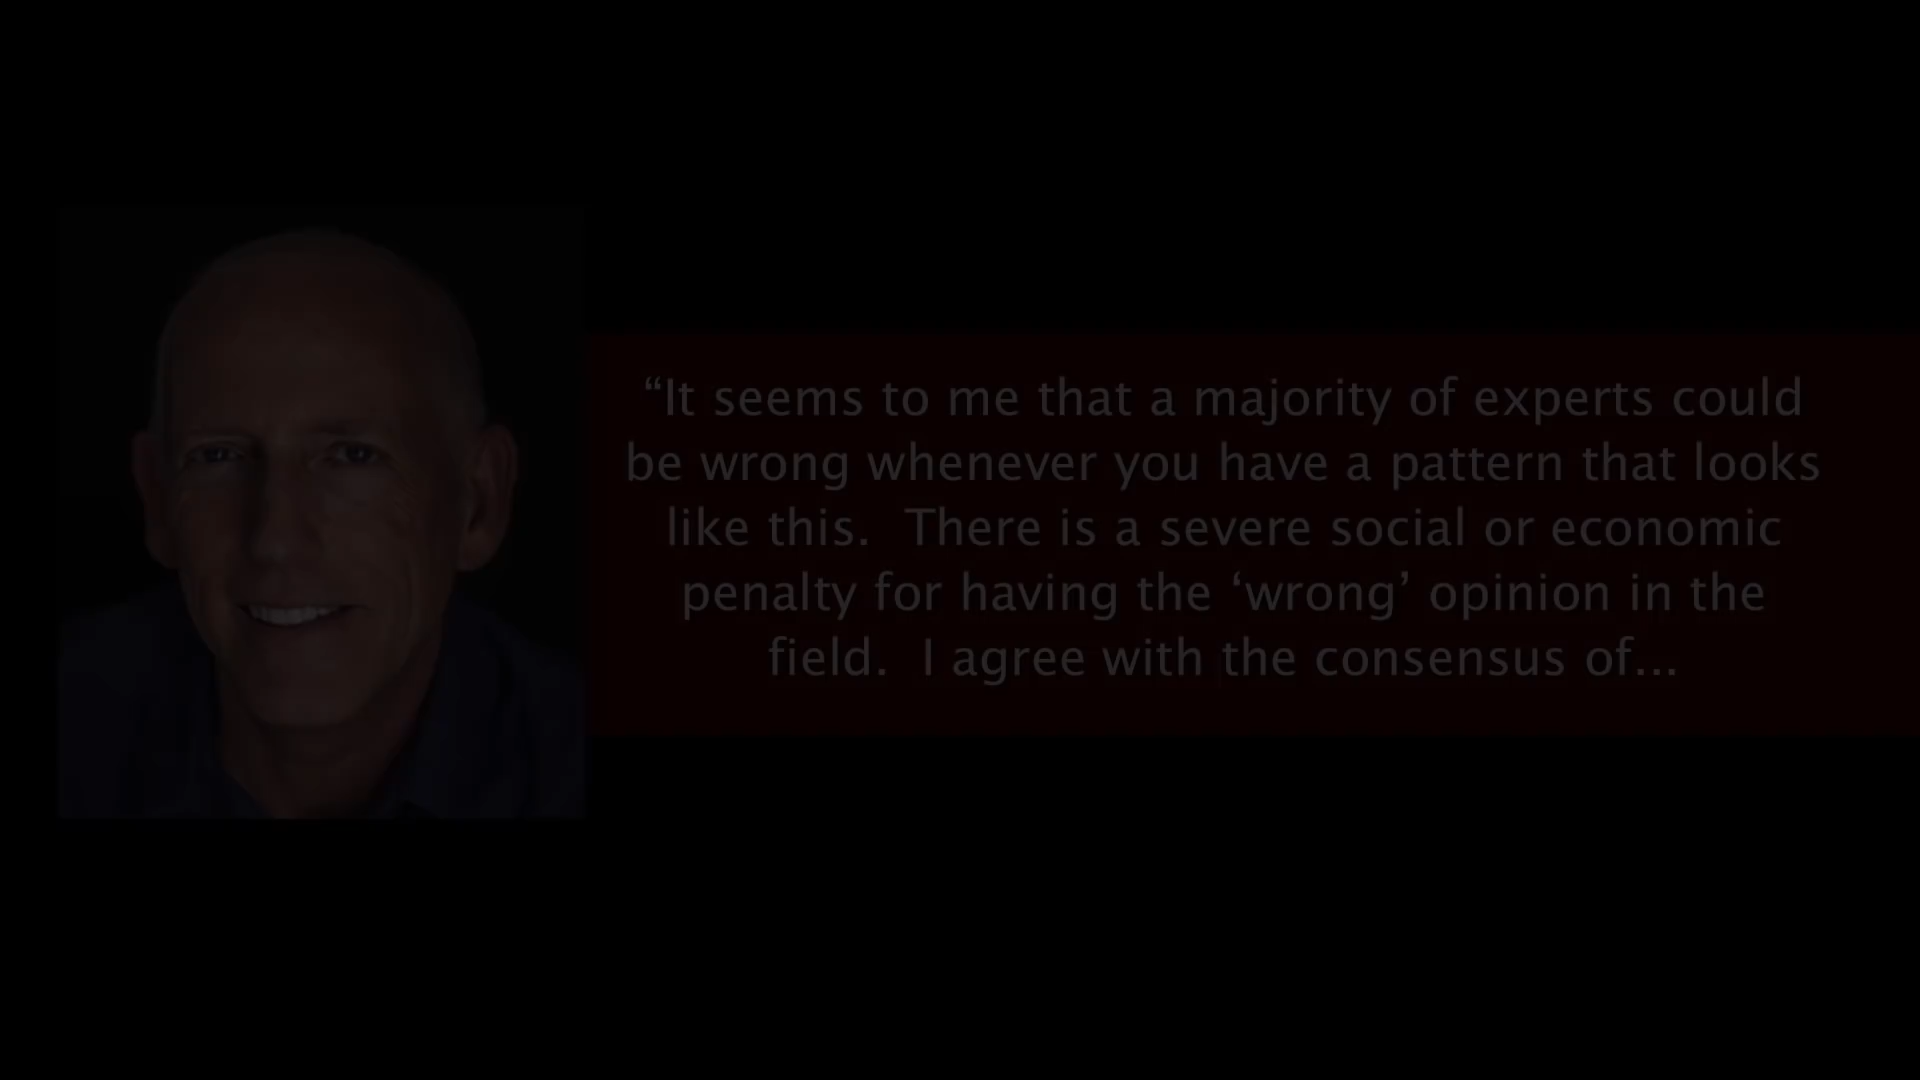 “It seems to me that a majority of experts could
be wrong whenever you have a pattern that looks
like this.  There is a severe social or economic
penalty for having the ‘wrong’ opinion in the
field.  I agree with the consensus of...